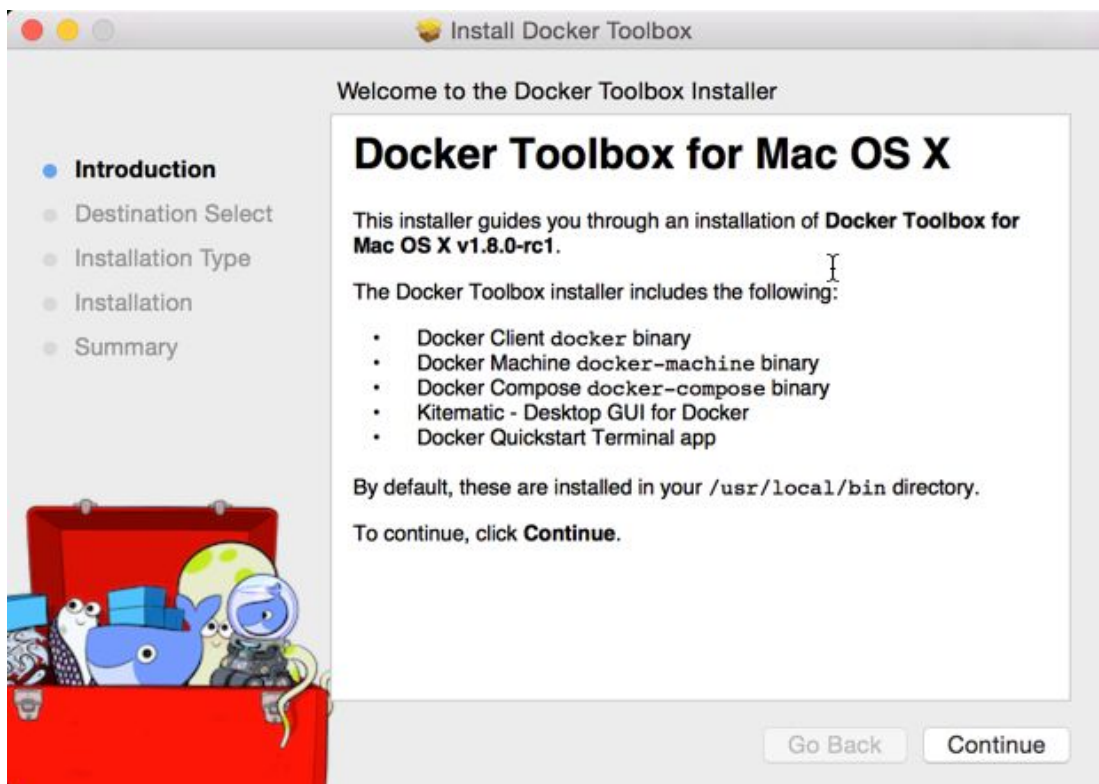 Install Docker Toolbox
Welcome to the Docker Toolbox Installer
Introduction
Destination Select
Installation Type
Installation
Summary
Docker Toolbox for Mac OS X
This installer guides you through an installation of Docker Toolbox for
Mac OS X v1.8.0-rc1.
The Docker Toolbox installer includes the following:
• Docker Client docker binary
• Docker Machine docker-machine binary
• Docker Compose docker-compose binary
• Kitematic - Desktop GUI for Docker
• Docker Quickstart Terminal app
By default, these are installed in your /usr/local/bin directory.
To continue, click Continue.
Go Back
Continue